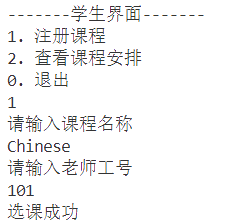 -------学生界面-------
1. 注册课程
2. 查看课程安排
0. 退出
1
请输入课程名称
Chinese
请输入老师工号
101
选课成功